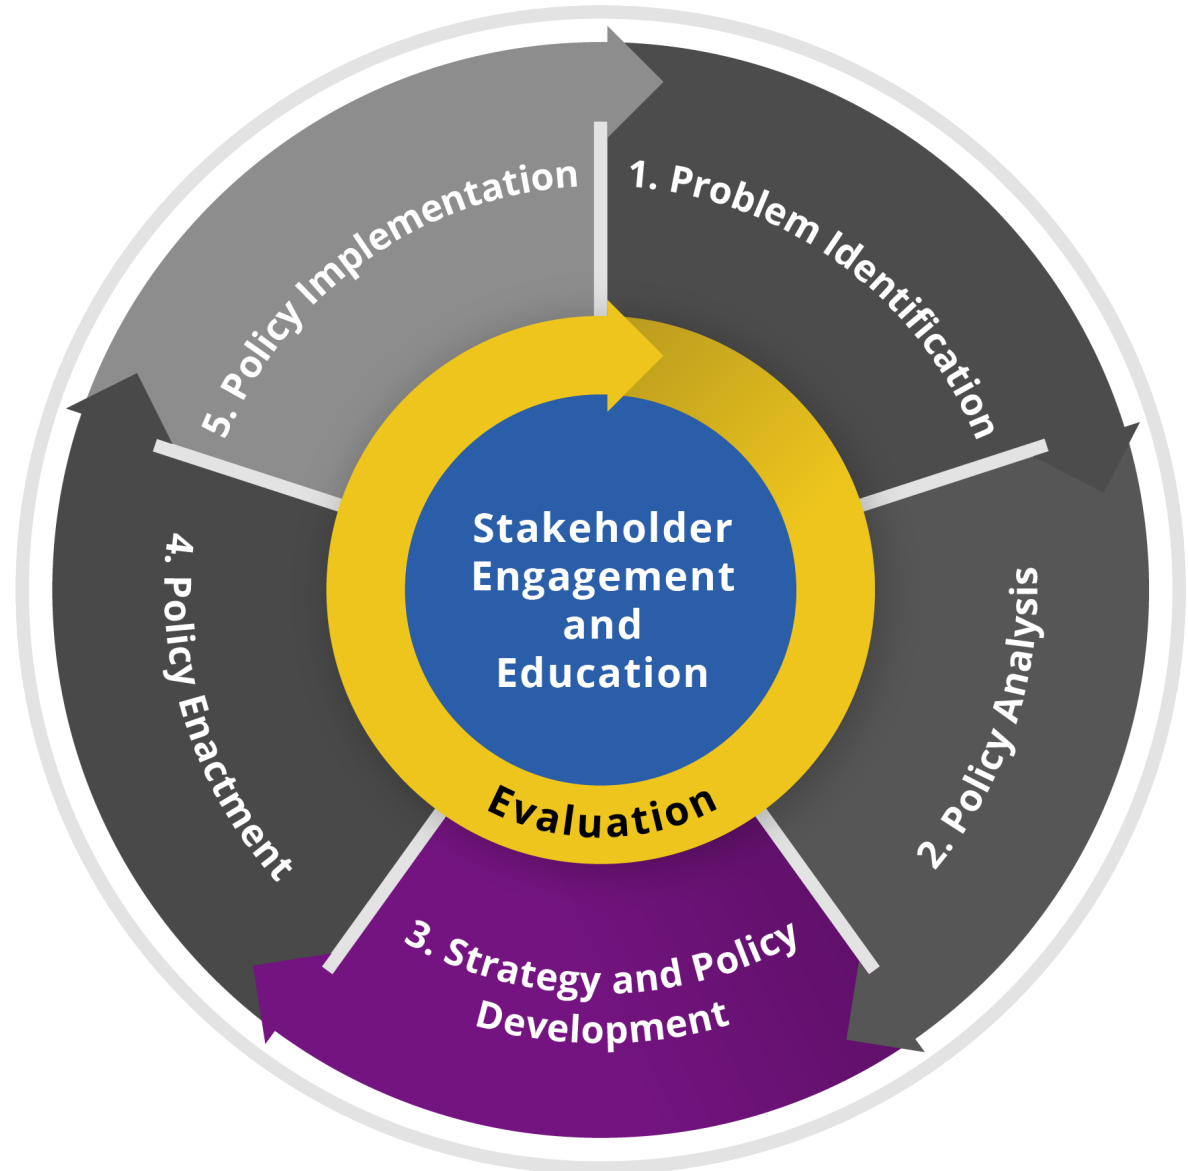 1. Problem Identification
2. Policy Analysis
3. Strategy and Policy
Development
4. Policy Enactment
5. Policy Implementation
Stakeholder
Engagement
and
Education
Evaluation